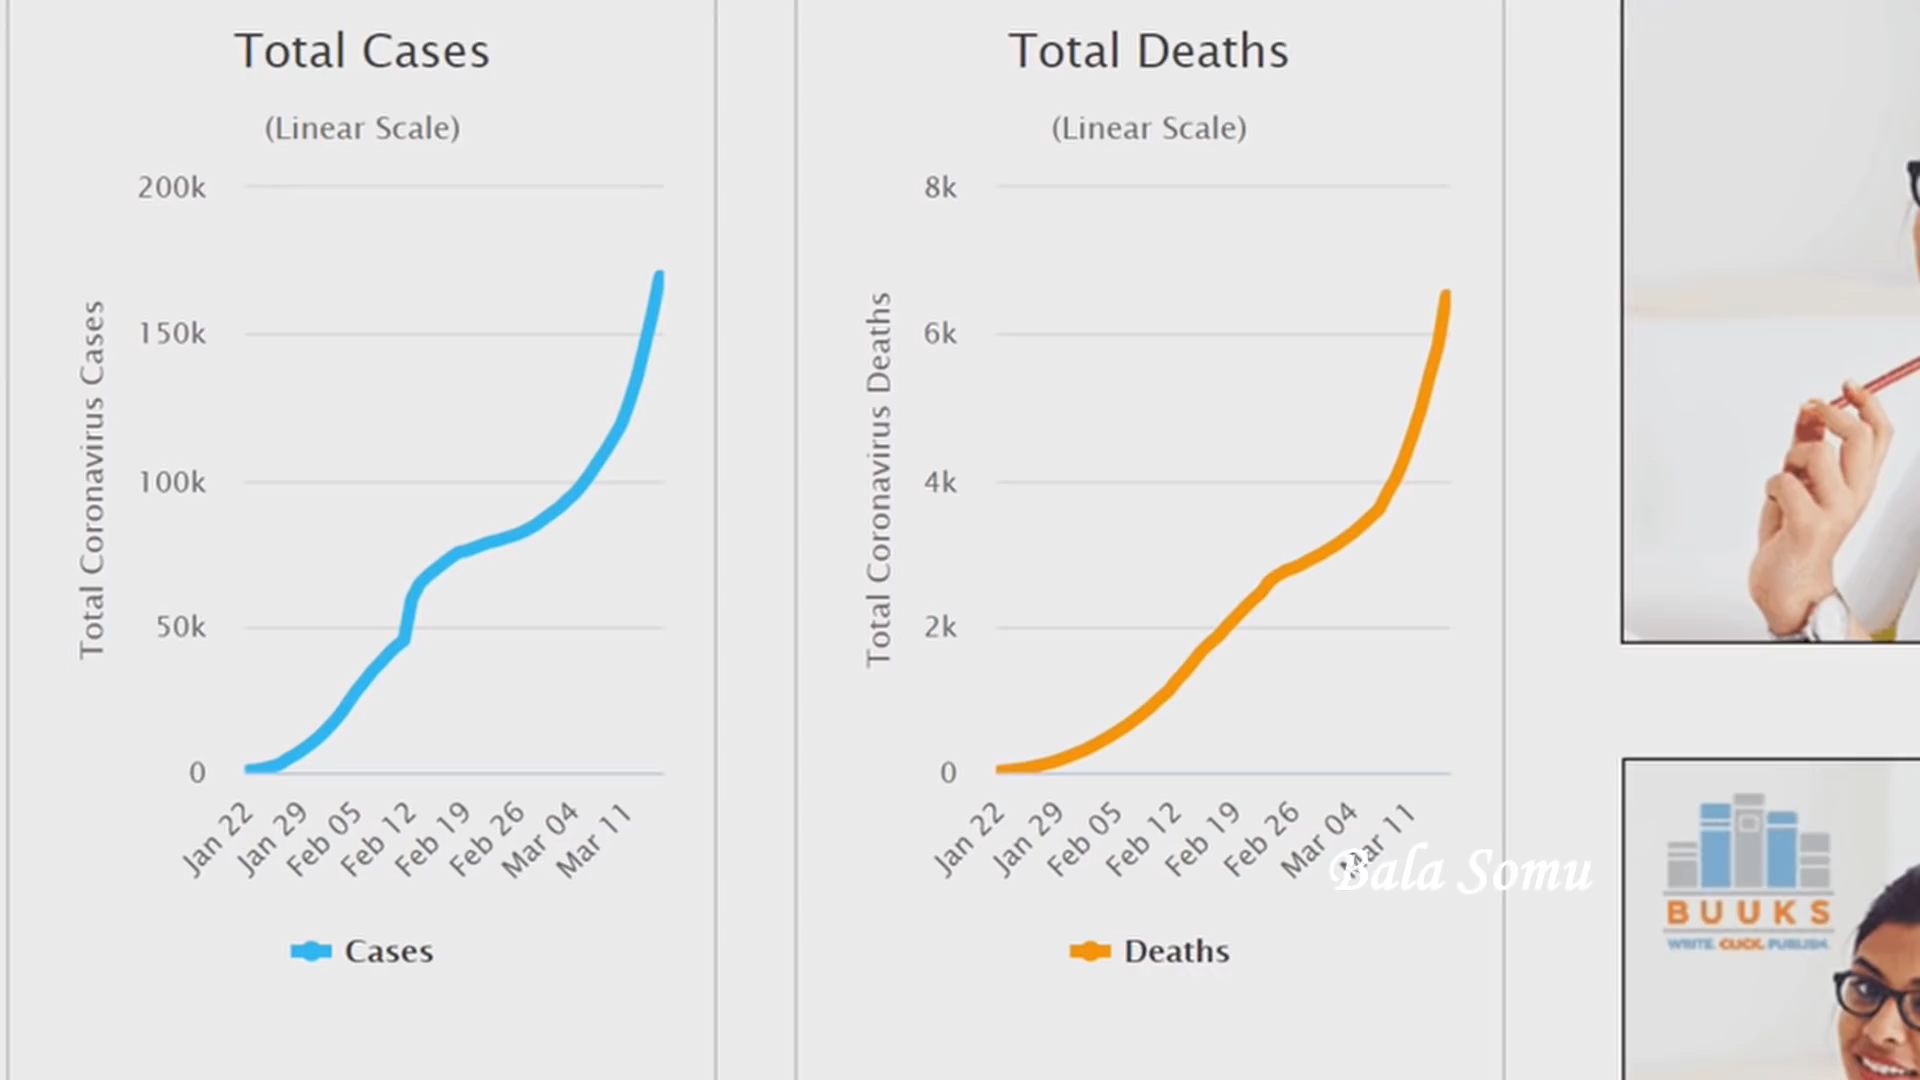 Total Cases
(Linear Scale)
200k
150k
100k
50k
0
Total Coronavirus Cases
Jan 22
Jan 29
Feb 05
Feb 12
Feb 19
Feb 26
Mar 04
Mar 11
Cases
Total Deaths
(Linear Scale)
8k
6k
4k
2k
0
Total Coronavirus Deaths
Jan 22
Jan 29
Feb 05
Feb 12
Feb 19
Feb 26
Mar 04
Mar 11
Deaths
Bala Somu
BUUKS
WRITE. CLICK. PUBLISH.